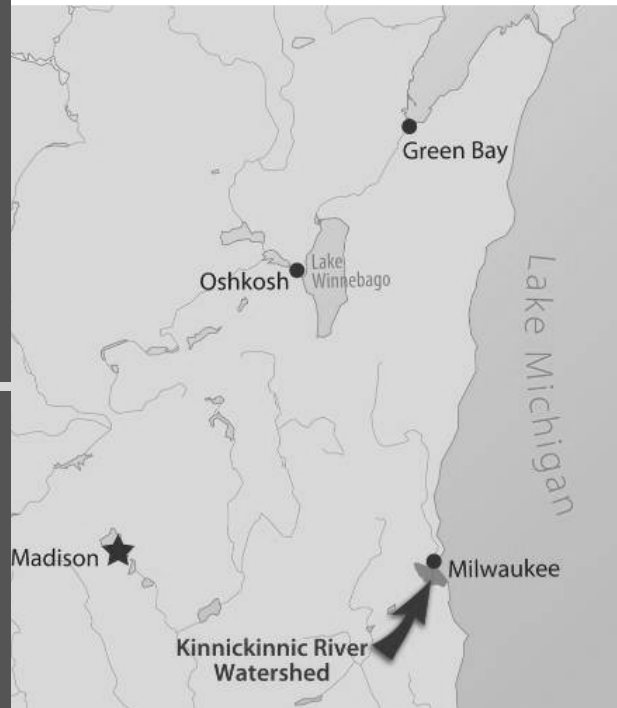 Green Bay
Lake
Winnebago
Oshkosh
Lake Michigan
Madison
Milwaukee
Kinnickinnic River
Watershed